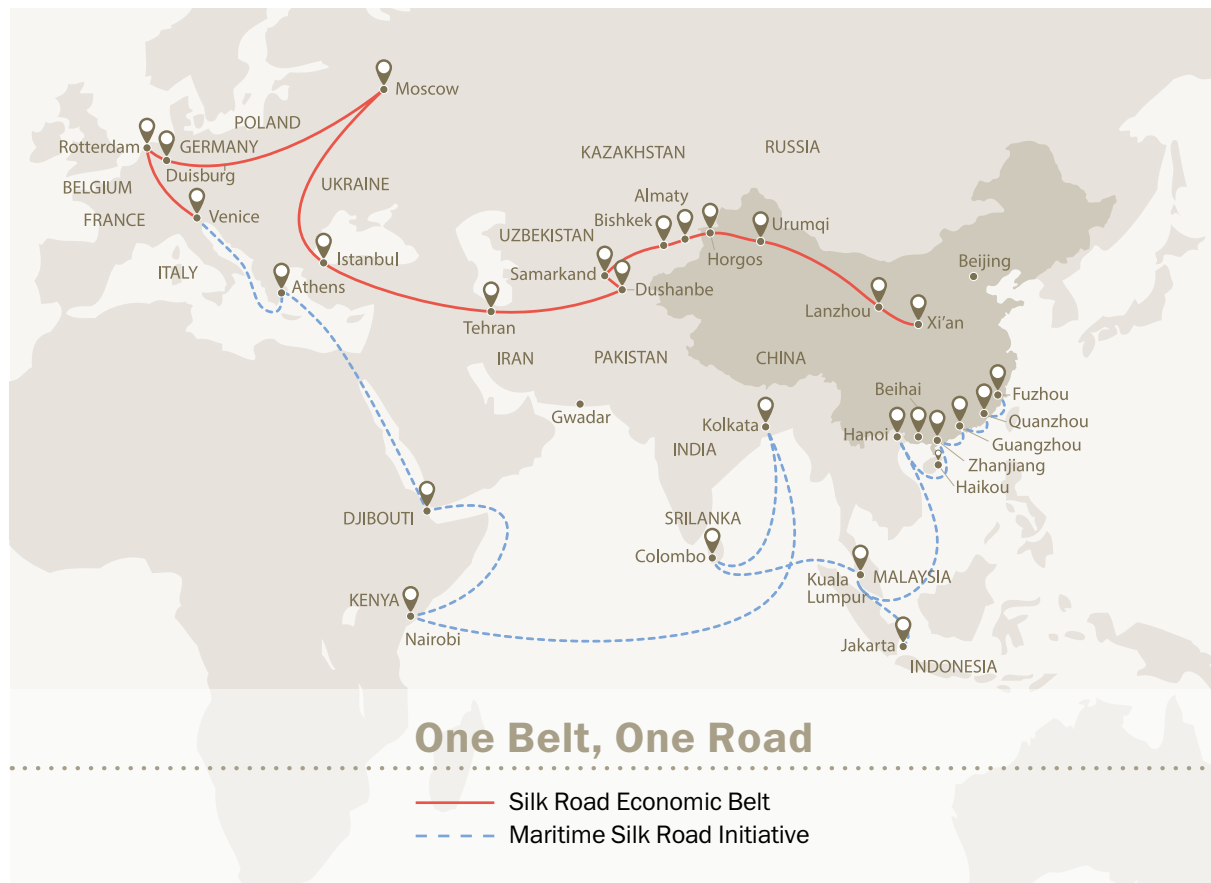 Moscow
POLAND
Rotterdam
GERMANY
Duisburg
KAZAKHSTAN
RUSSIA
BELGIUM
UKRAINE
Almaty
FRANCE
Venice
Bishkek
Urumqi
UZBEKISTAN
Istanbul
Horgos
ITALY
Samarkand
Beijing
Athens
Dushanbe
Lanzhou
Tehran
Xi'an
IRAN
PAKISTAN
CHINA
Beihai
Fuzhou
Gwadar
Kolkata
Quanzhou
Hanoi
Guangzhou
INDIA
Zhanjiang
Haikou
DJIBOUTI
SRILANKA
Colombo
Kuala
Lumpur
MALAYSIA
KENYA
Nairobi
Jakarta
INDONESIA
One Belt, One Road
Silk Road Economic Belt
Maritime Silk Road Initiative